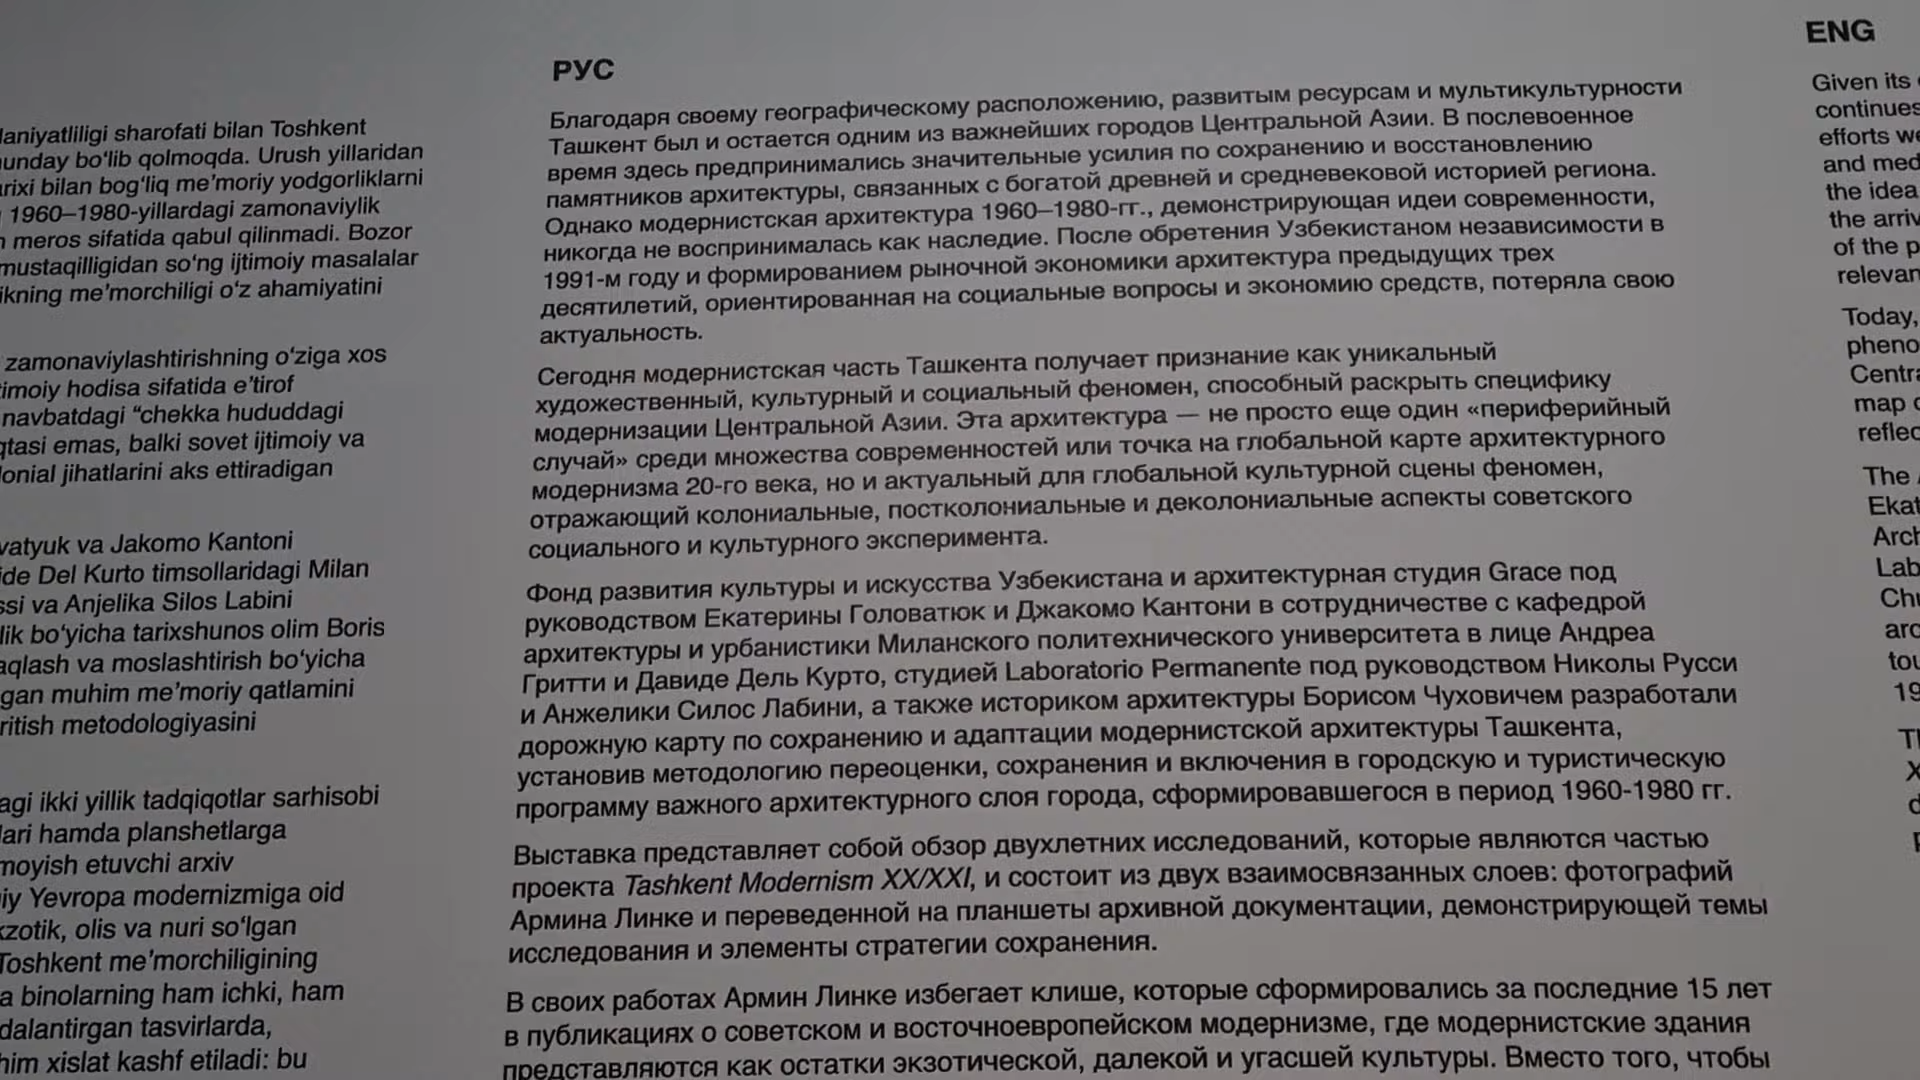 laniyatliligi sharofati bilan Toshkent
unday bo‘lib qolmoqda. Urush yillaridan
arixi bilan bog‘liq me’moriy yodgorliklarni
1960–1980-yillardagi zamonaviylik
meros sifatida qabul qilinmadi. Bozor
mustaqilligidan so‘ng ijtimoiy masalalar
ikning me’morchiligi o‘z ahamiyatini
zamonaviylashtirishning o‘ziga xos
timoiy hodisa sifatida e’tirof
navbatdagi “chekka hududdagi
qtasi emas, balki sovet ijtimoiy va
lonial jihatlarini aks ettiradigan
vatyuk va Jakomo Kantoni
ide Del Kurto timsollaridagi Milan
ssi va Anjelika Silos Labini
lik bo‘yicha tarixshunos olim Boris
aqlash va moslashtirish bo‘yicha
gan muhim me’moriy qatlamini
ritish metodologiyasini
agi ikki yillik tadqiqotlar sarhisobi
lari hamda planshetlarga
moyish etuvchi arxiv
iy Yevropa modernizmiga oid
kzotik, olis va nuri so‘lgan
Toshkent me’morchiligining
a binolarning ham ichki, ham
dalantirgan tasvirlarda,
him xislat kashf etiladi: bu
РУС
Благодаря своему географическому расположению, развитым ресурсам и мультикультурности
Ташкент был и остается одним из важнейших городов Центральной Азии. В послевоенное
время здесь предпринимались значительные усилия по сохранению и восстановлению
памятников архитектуры, связанных с богатой древней и средневековой историей региона.
Однако модернистская архитектура 1960–1980-гг., демонстрирующая идеи современности,
никогда не воспринималась как наследие. После обретения Узбекистаном независимости в
1991-м году и формированием рыночной экономики архитектура предыдущих трех
десятилетий, ориентированная на социальные вопросы и экономию средств, потеряла свою
актуальность.
Сегодня модернистская часть Ташкента получает признание как уникальный
художественный, культурный и социальный феномен, способный раскрыть специфику
модернизации Центральной Азии. Эта архитектура — не просто еще один «периферийный
случай» среди множества современностей или точка на глобальной карте архитектурного
модернизма 20-го века, но и актуальный для глобальной культурной сцены феномен,
отражающий колониальные, постколониальные и деколониальные аспекты советского
социального и культурного эксперимента.
Фонд развития культуры и искусства Узбекистана и архитектурная студия Grace под
руководством Екатерины Головатюк и Джакомо Кантони в сотрудничестве с кафедрой
архитектуры и урбанистики Миланского политехнического университета в лице Андреа
Гритти и Давиде Дель Курто, студией Laboratorio Permanente под руководством Николы Русси
и Анжелики Силос Лабини, а также историком архитектуры Борисом Чуховичем разработали
дорожную карту по сохранению и адаптации модернистской архитектуры Ташкента,
установив методологию переоценки, сохранения и включения в городскую и туристическую
программу важного архитектурного слоя города, сформировавшегося в период 1960-1980 гг.
Выставка представляет собой обзор двухлетних исследований, которые являются частью
проекта Tashkent Modernism XX/XXI, и состоит из двух взаимосвязанных слоев: фотографий
Армина Линке и переведенной на планшеты архивной документации, демонстрирующей темы
исследования и элементы стратегии сохранения.
В своих работах Армин Линке избегает клише, которые сформировались за последние 15 лет
в публикациях о советском и восточноевропейском модернизме, где модернистские здания
представляются как остатки экзотической, далекой и угасшей культуры. Вместо того, чтобы
ENG
Given its
continues
efforts we
and med
the idea
the arriv
of the p
relevan
Today,
pheno
Centra
map o
reflec
The
Ekat
Arch
Lab
Chu
arc
tou
19